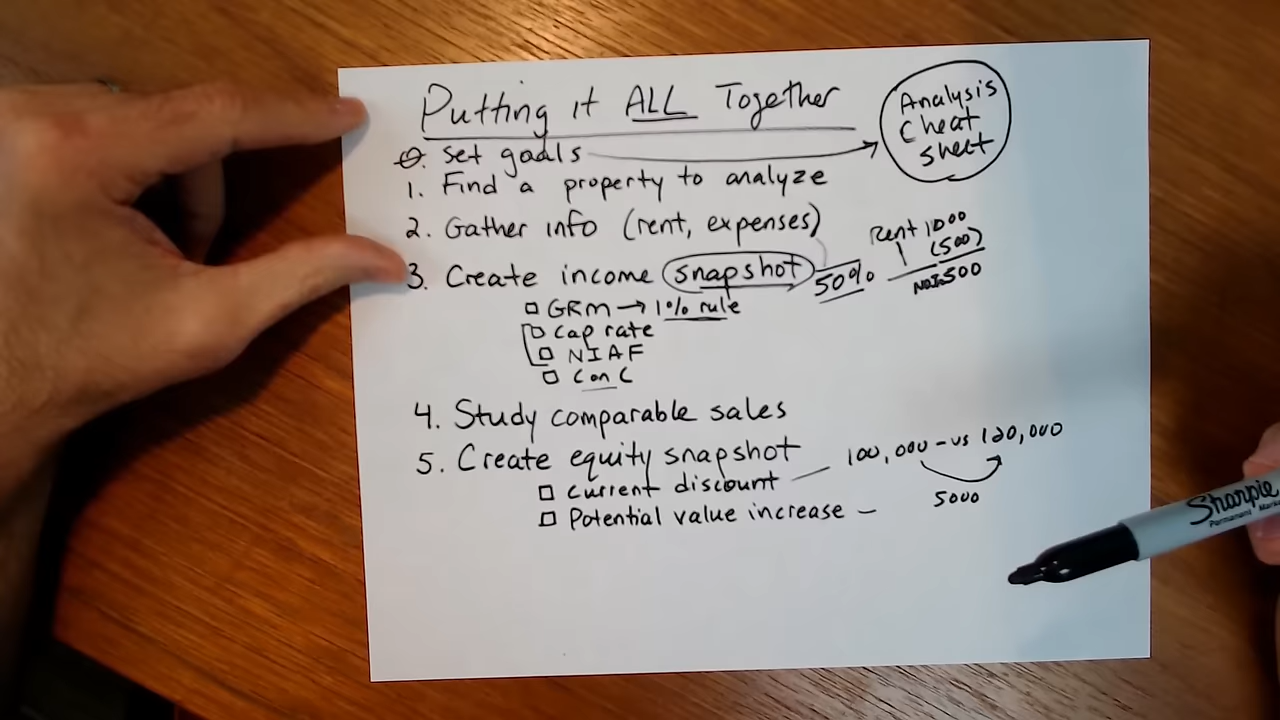 Putting it ALL Together
Analysis
Cheat
Sheet
0. Set goals
1. Find a property to analyze
2. Gather info (rent, expenses)
Rent 1000
(500)
NOI 500
3. Create income snapshot
50%
GRM → 1% rule
Cap rate
NIAF
ConC
4. Study comparable sales
5. Create equity snapshot
100,000 - vs 120,000
Current discount
5000
Potential value increase -
Sharpie
Permanent